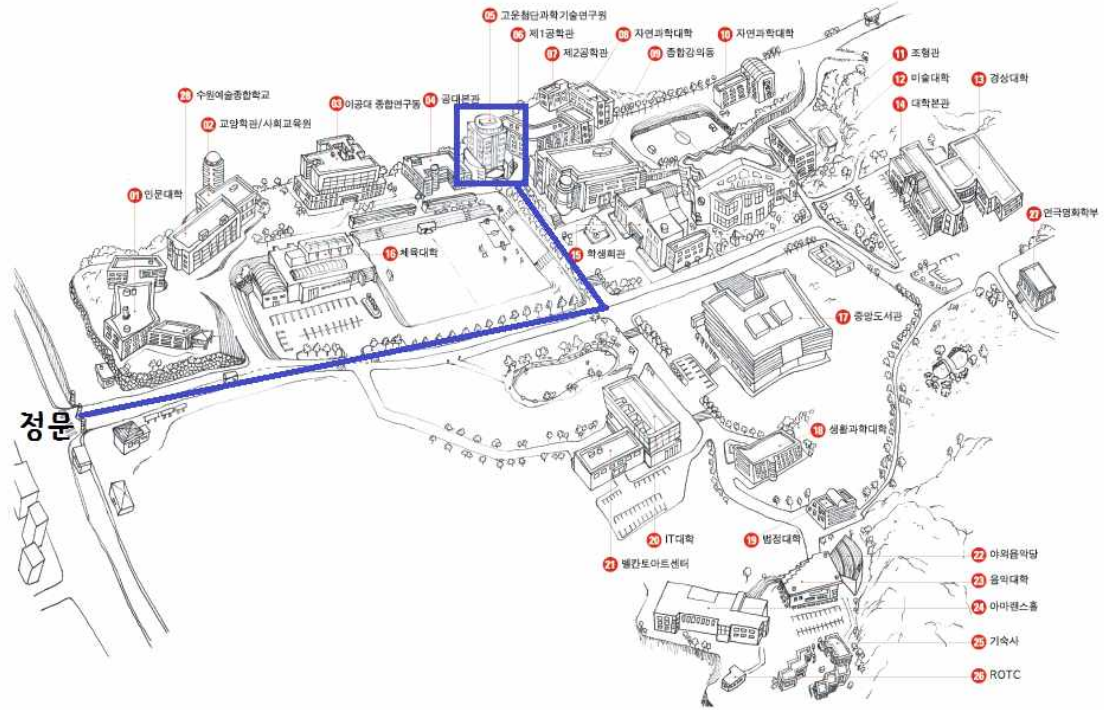 05 고운첨단과학기술연구원
06 제1공학관
07 제2공학관
08 자연과학대학
09 종합강의동
10 자연과학대학
11 조형관
12 미술대학
13 경상대학
14 대학본관
28 수원예술종합학교
02 교양학관/사회교육원
03 이공대 종합연구동
04 공대본관
01 인문대학
27 연극영화학부
16 체육대학
15 학생회관
17 중앙도서관
정문
18 생활과학대학
20 IT대학
19 법정대학
21 벨칸토아트센터
22 야외음악당
23 음악대학
24 아마랜스홀
25 기숙사
26 ROTC